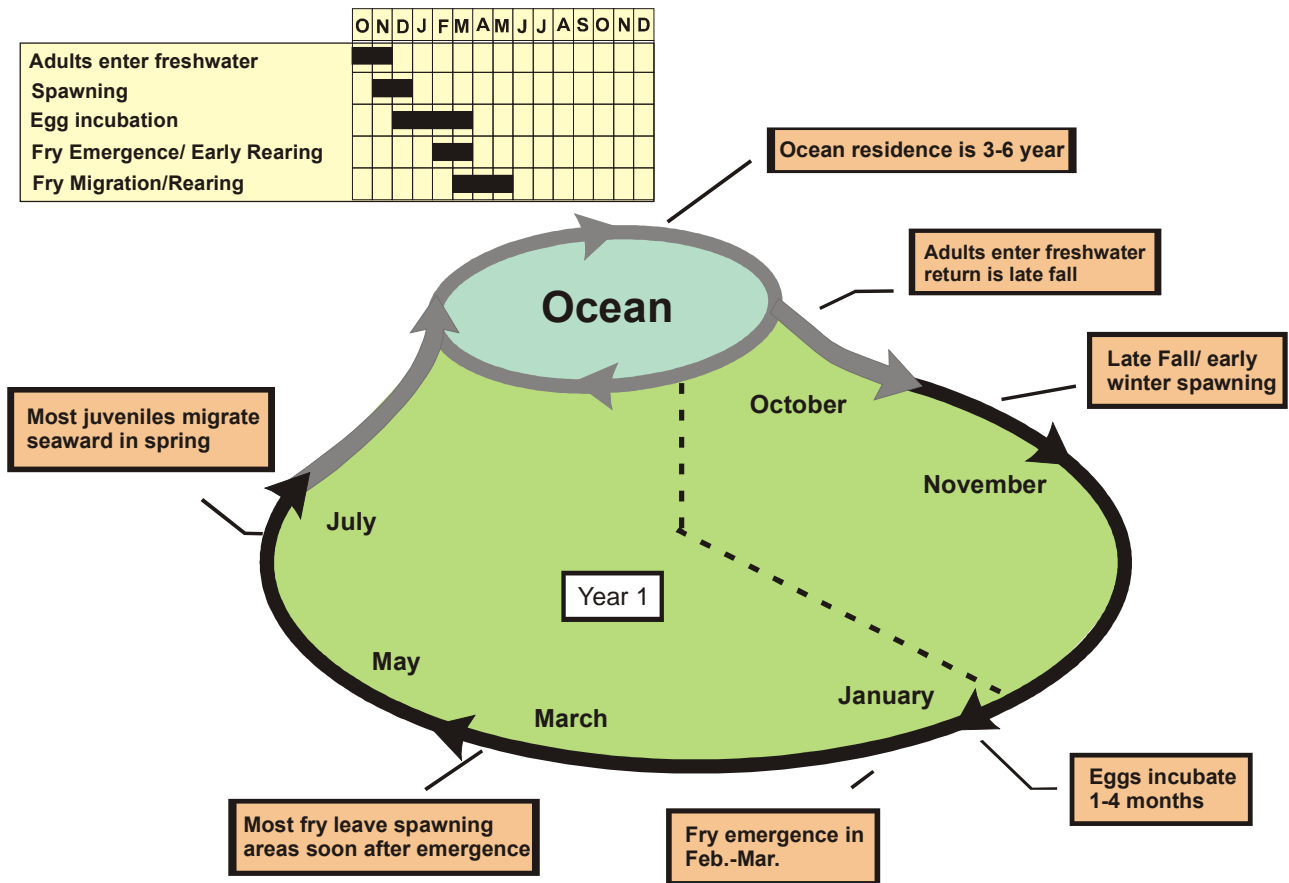 O N D J F M A M J J A S O N D
Adults enter freshwater
Spawning
Egg incubation
Fry Emergence/ Early Rearing
Fry Migration/Rearing
Ocean residence is 3-6 year
Adults enter freshwater
return is late fall
Ocean
Late Fall/ early
winter spawning
October
Most juveniles migrate
seaward in spring
November
July
Year 1
May
January
March
Eggs incubate
1-4 months
Most fry leave spawning
areas soon after emergence
Fry emergence in
Feb.-Mar.